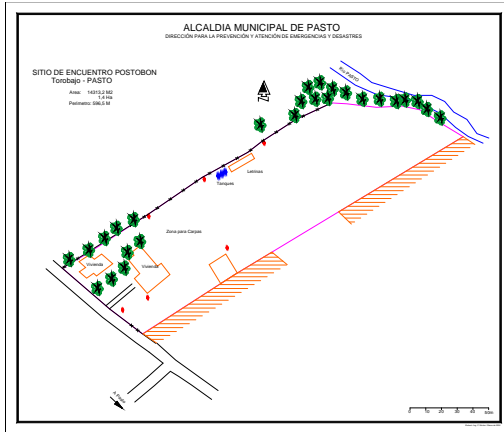 ALCALDIA MUNICIPAL DE PASTO
DIRECCIÓN PARA LA PREVENCIÓN Y ATENCIÓN DE EMERGENCIAS Y DESASTRES
SITIO DE ENCUENTRO POSTOBON
Torobajo - PASTO
Area: 14313,2 M2
1,4 Ha
Perimetro: 596,5 M
Río PASTO
N
Letrinas
Tanques
Zona para Carpas
Vivienda
Vivienda
A Pasto
0 10 20 30 40 50m